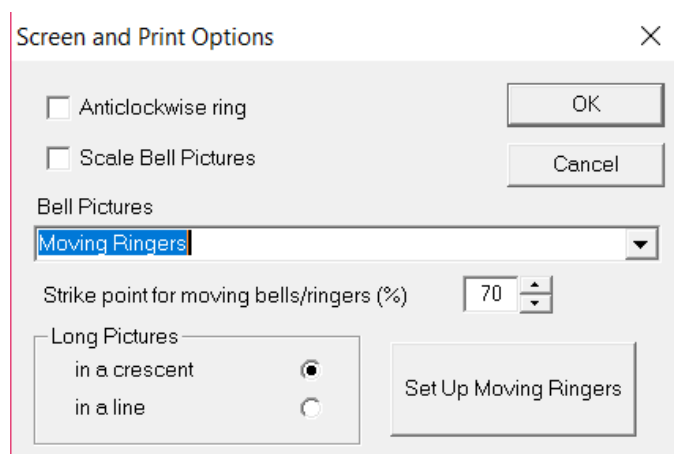 Screen and Print Options
Anticlockwise ring
OK
Scale Bell Pictures
Cancel
Bell Pictures
Moving Ringers
Strike point for moving bells/ringers (%)
70
Long Pictures
in a crescent
in a line
Set Up Moving Ringers